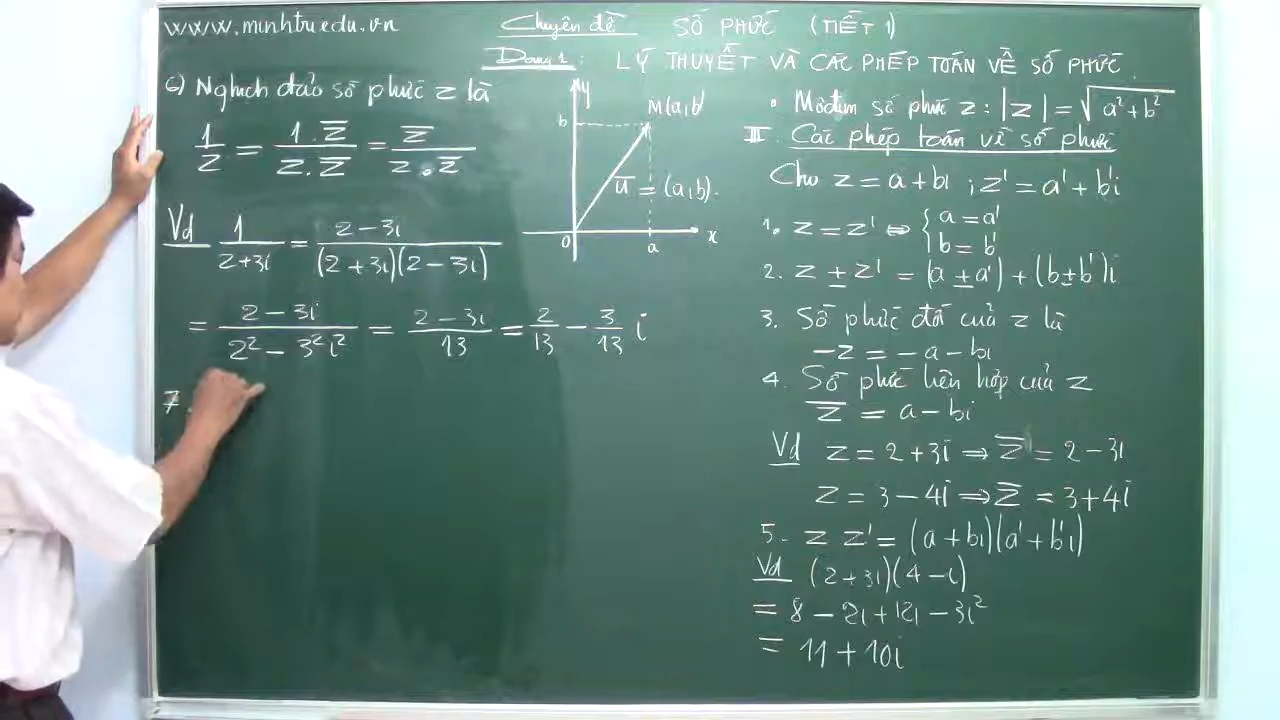 www.minhtriedu.vn
Chuyên đề SỐ PHỨC (TIẾT 1)
Dạng 1: LÝ THUYẾT VÀ CÁC PHÉP TOÁN VỀ SỐ PHỨC
6) Nghịch đảo số phức z là
1/z = 1.z̅/z.z̅ = z̅/z.z̅
Vd 1/2+3i = 2-3i/(2+3i)(2-3i)
= 2-3i/2²-3²i² = 2-3i/13 = 2/13 - 3/13 i
7.
y
b
M(a,b)
u̅ = (a,b).
0
a
x
• Môđun số phức z: |z| = √a²+b²
III. Các phép toán về số phức
Cho z = a+bi ; z' = a'+b'i
1. z = z' ⇔ { a = a'
b = b'
2. z ± z' = (a ± a') + (b ± b')i
3. Số phức đối của z là
-z = -a-bi
4. Số phức liên hợp của z
z̅ = a-bi
Vd z = 2+3i ⇒ z̅ = 2-3i
z = 3-4i ⇒ z̅ = 3+4i
5. z z' = (a+bi)(a'+b'i)
Vd (2+3i)(4-i)
= 8-2i+12i-3i²
= 11+10i